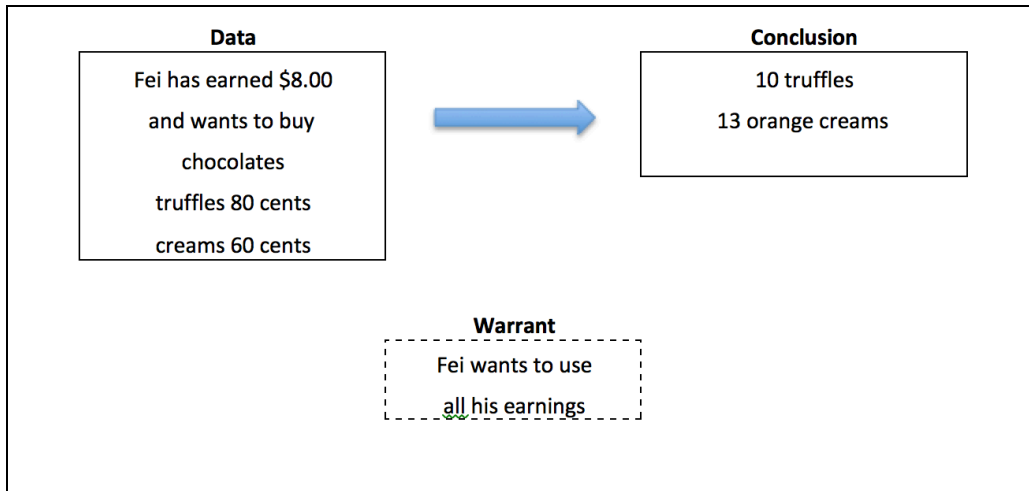 Data
Fei has earned $8.00
and wants to buy
chocolates
truffles 80 cents
creams 60 cents
Conclusion
10 truffles
13 orange creams
Warrant
Fei wants to use
all his earnings